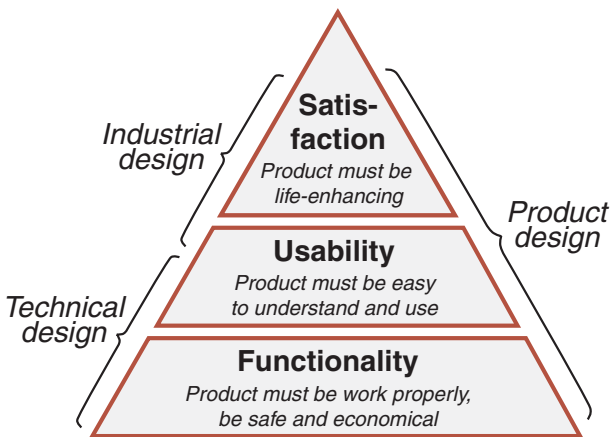 Satis-
faction
Product must be
life-enhancing
Industrial
design
Product
design
Usability
Product must be easy
to understand and use
Technical
design
Functionality
Product must be work properly,
be safe and economical